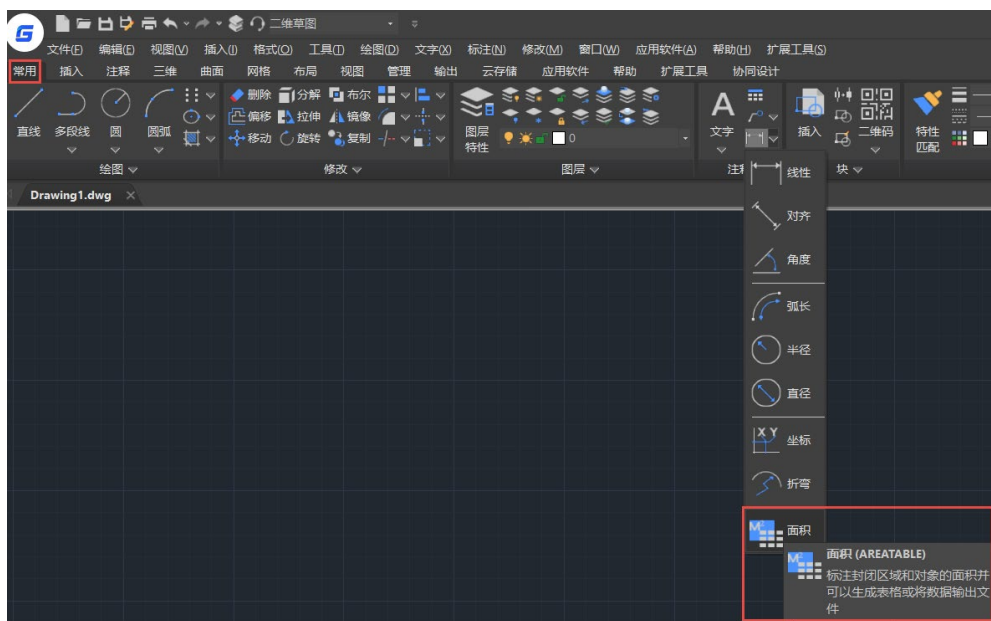 二维草图
文件(F) 编辑(E) 视图(V) 插入(I) 格式(O) 工具(T) 绘图(D) 文字(X) 标注(N) 修改(M) 窗口(W) 应用软件(A) 帮助(H) 扩展工具(S)
常用 插入 注释 三维 曲面 网格 布局 视图 管理 输出 云存储 应用软件 帮助 扩展工具 协同设计
删除 分解 布尔
偏移 拉伸 镜像
移动 旋转 复制
直线 多段线 圆 圆弧
图层
特性
0
文字 插入 二维码
特性
匹配
绘图 修改 图层 块
Drawing1.dwg
线性
对齐
角度
弧长
半径
直径
X Y
坐标
折弯
M²
面积
M²
面积 (AREATABLE)
标注封闭区域和对象的面积并
可以生成表格或将数据输出文
件